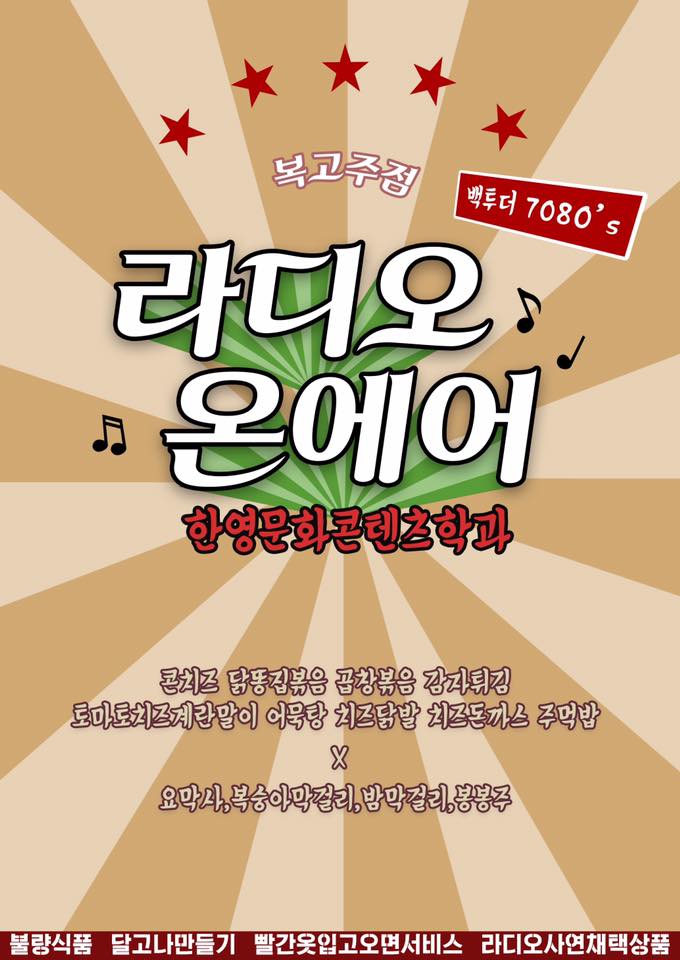 복고주점
백투더 7080's
라디오
온에어
한영문화콘텐츠학과
콘치즈 닭똥집볶음 곱창볶음 감자튀김
토마토치즈계란말이 어묵탕 치즈닭발 치즈돈까스 주먹밥
X
요막사,복숭아막걸리,밤막걸리,봉봉주
불량식품 달고나만들기 빨간옷입고오면서비스 라디오사연채택상품